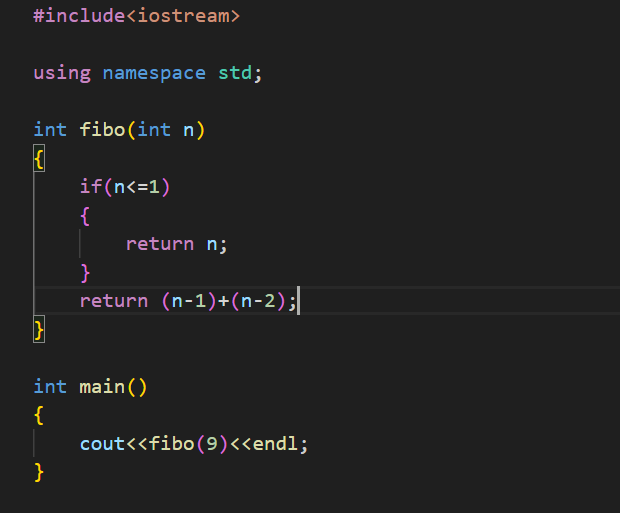 #include<iostream>
using namespace std;
int fibo(int n)
{
    if(n<=1)
    {
        return n;
    }
    return (n-1)+(n-2);
}
int main()
{
    cout<<fibo(9)<<endl;
}